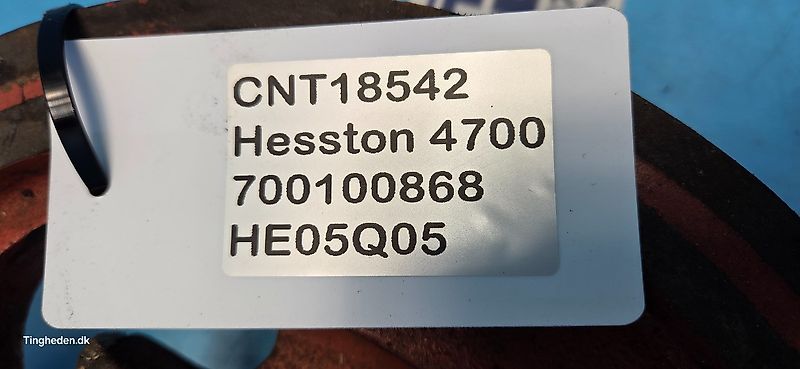 CNT18542
Hesston 4700
700100868
HE05Q05
Tingheden.dk